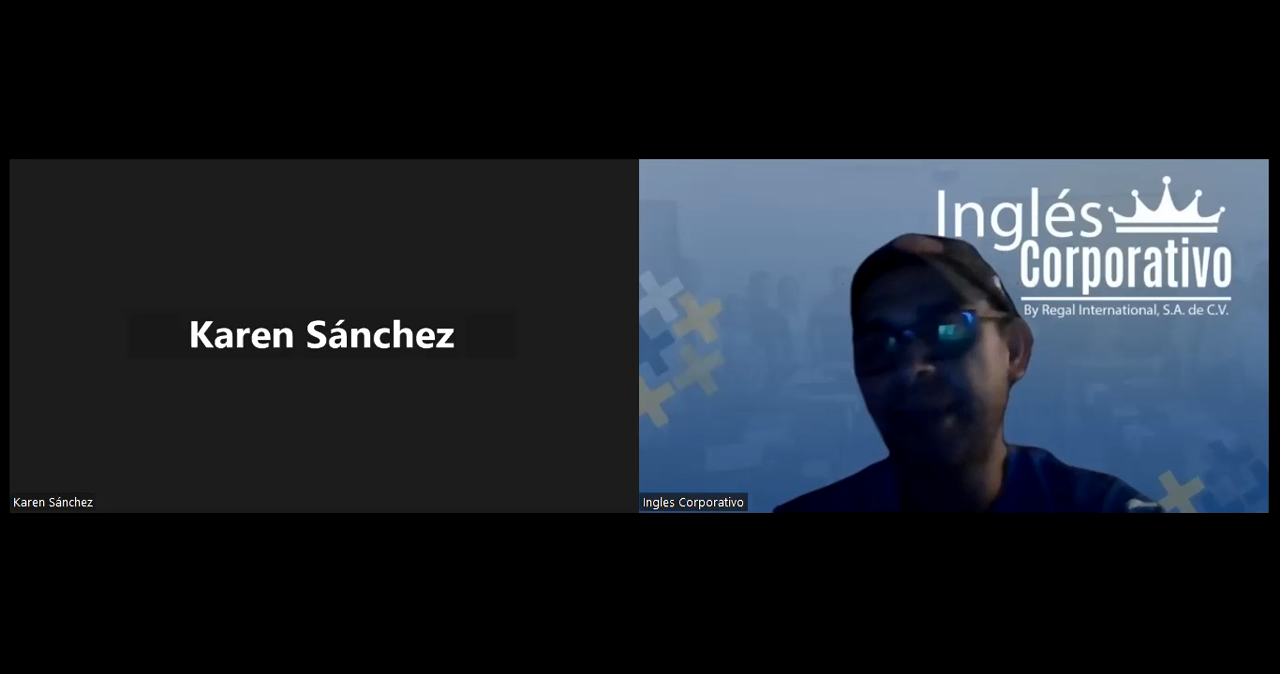 Karen Sánchez
Karen Sánchez
Inglés
Corporativo
By Regal International, S.A. de C.V.
Ingles Corporativo